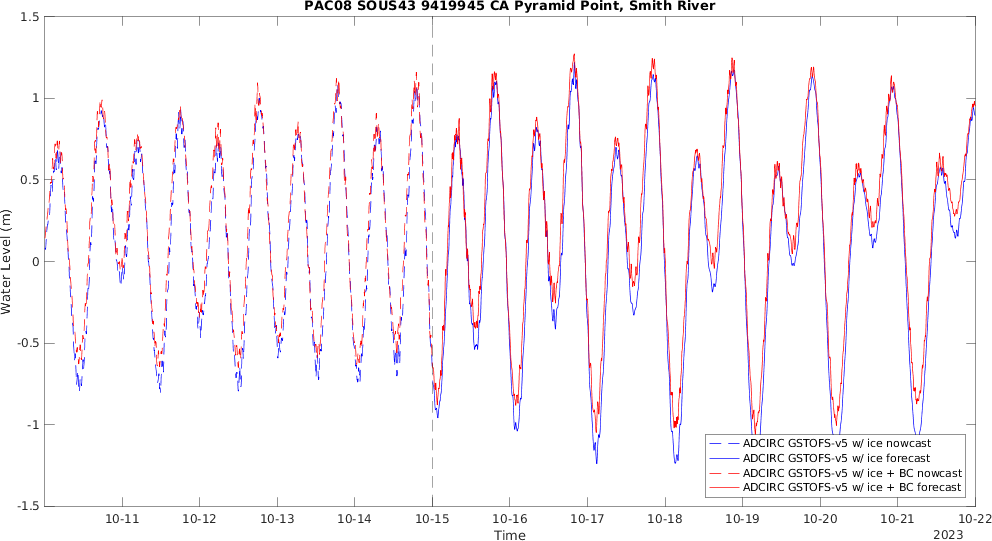 PAC08 SOUS43 9419945 CA Pyramid Point, Smith River
1.5
1
0.5
0
-0.5
-1
-1.5
Water Level (m)
ADCIRC GSTOFS-v5 w/ ice nowcast
ADCIRC GSTOFS-v5 w/ ice forecast
ADCIRC GSTOFS-v5 w/ ice + BC nowcast
ADCIRC GSTOFS-v5 w/ ice + BC forecast
10-11 10-12 10-13 10-14 10-15 10-16 10-17 10-18 10-19 10-20 10-21 10-22
Time
2023